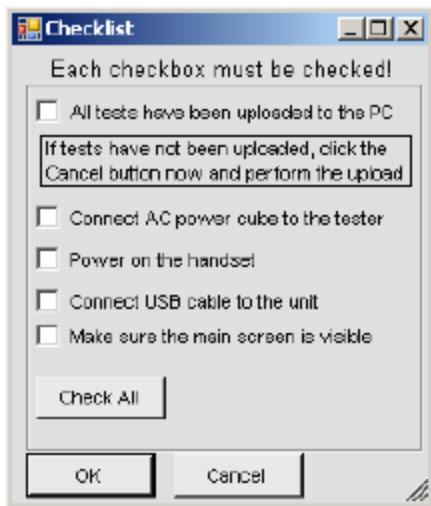 Checklist
Each checkbox must be checked!
All tests have been uploaded to the PC
If tests have not been uploaded, click the
Cancel button now and perform the upload
Connect AC power cube to the tester
Power on the handset
Connect USB cable to the unit
Make sure the main screen is visible
Check All
OK
Cancel